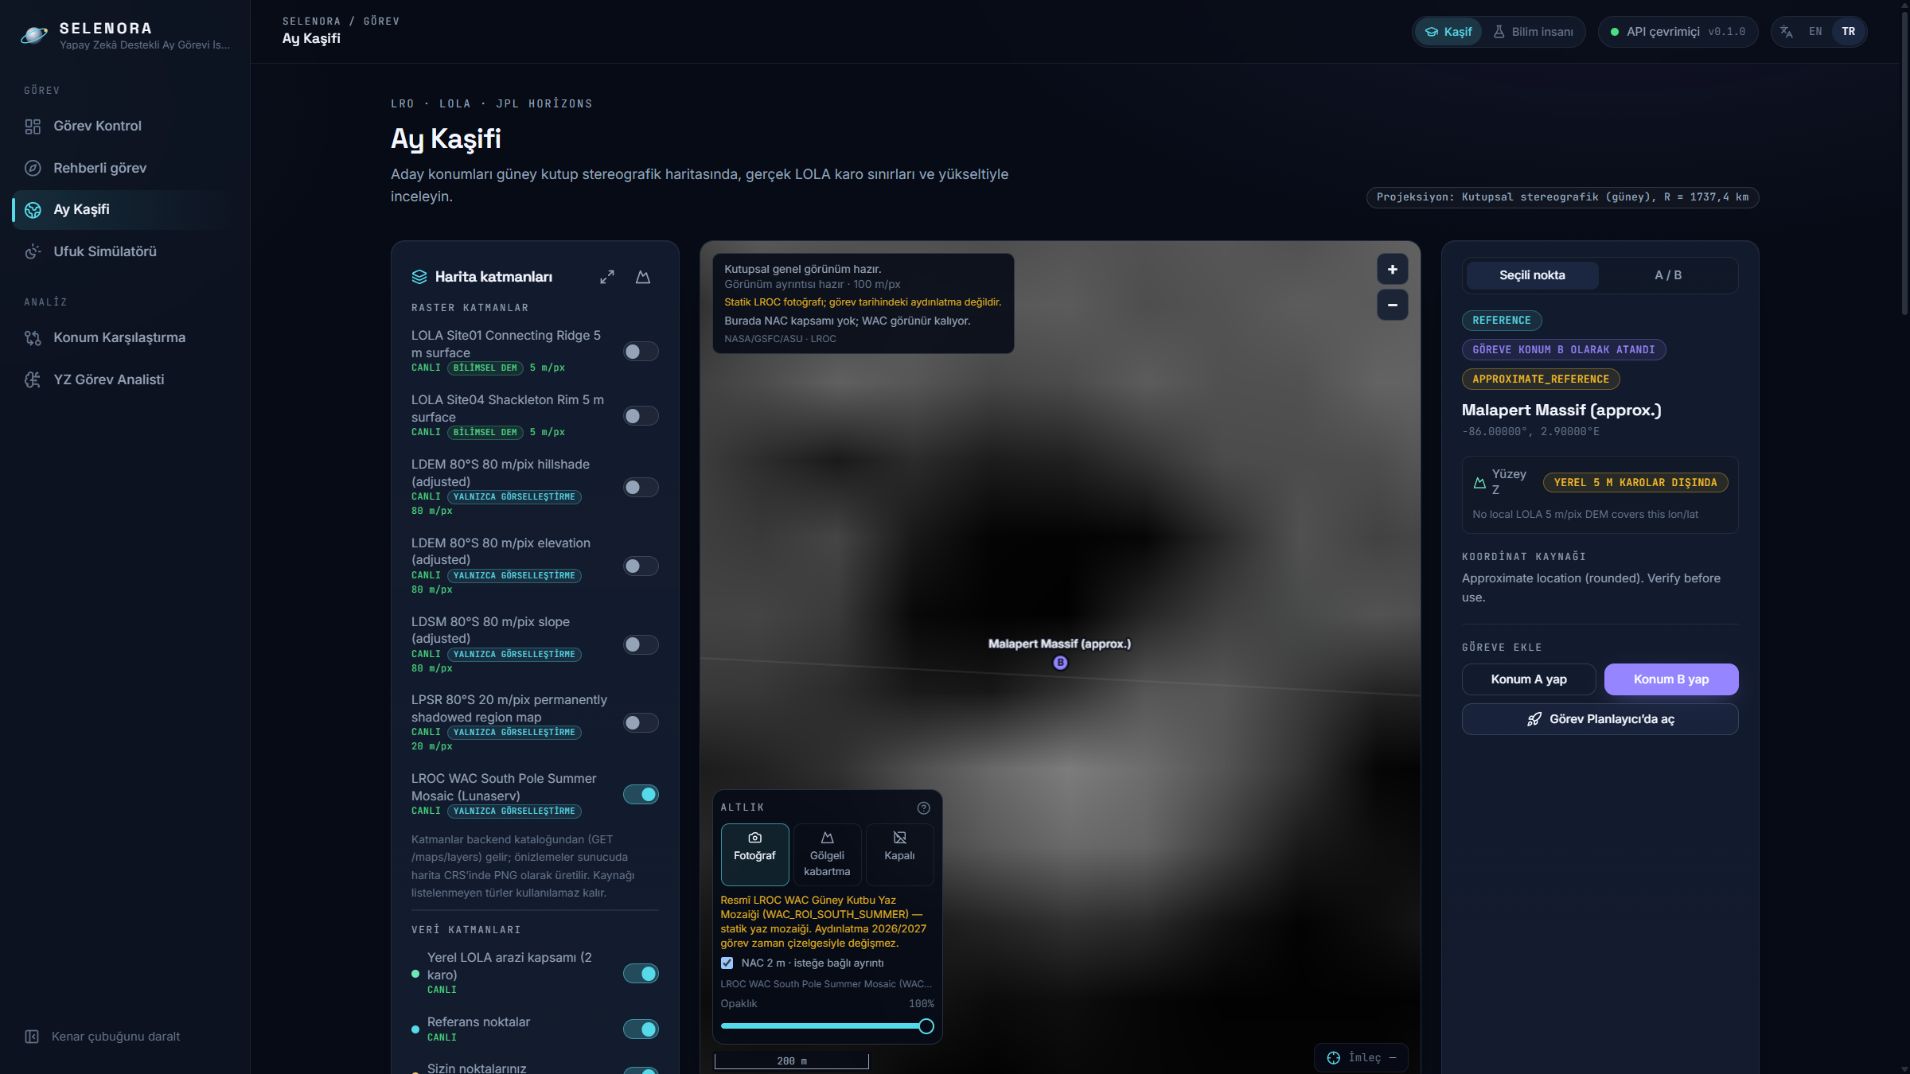 SELENORA
Yapay Zekâ Destekli Ay Görevi İs...
GÖREV
Görev Kontrol
Rehberli görev
Ay Kaşifi
Ufuk Simülatörü
ANALİZ
Konum Karşılaştırma
YZ Görev Analisti
Kenar çubuğunu daralt
SELENORA / GÖREV
Ay Kaşifi
Kaşif
Bilim insanı
API çevrimiçi v0.1.0
EN
TR
LRO · LOLA · JPL HORİZONS
Ay Kaşifi
Aday konumları güney kutup stereografik haritasında, gerçek LOLA karo sınırları ve yükseltiyle
inceleyin.
Projeksiyon: Kutupsal stereografik (güney), R = 1737,4 km
Harita katmanları
RASTER KATMANLAR
LOLA Site01 Connecting Ridge 5
m surface
CANLI BİLİMSEL DEM 5 m/px
LOLA Site04 Shackleton Rim 5 m
surface
CANLI BİLİMSEL DEM 5 m/px
LDEM 80°S 80 m/pix hillshade
(adjusted)
CANLI YALNIZCA GÖRSELLEŞTİRME
80 m/px
LDEM 80°S 80 m/pix elevation
(adjusted)
CANLI YALNIZCA GÖRSELLEŞTİRME
80 m/px
LDSM 80°S 80 m/pix slope
(adjusted)
CANLI YALNIZCA GÖRSELLEŞTİRME
80 m/px
LPSR 80°S 20 m/pix permanently
shadowed region map
CANLI YALNIZCA GÖRSELLEŞTİRME
20 m/px
LROC WAC South Pole Summer
Mosaic (Lunaserv)
CANLI YALNIZCA GÖRSELLEŞTİRME
Katmanlar backend kataloğundan (GET
/maps/layers) gelir; önizlemeler sunucuda
harita CRS'inde PNG olarak üretilir. Kaynağı
listelenmeyen türler kullanılamaz kalır.
VERİ KATMANLARI
Yerel LOLA arazi kapsamı (2
karo)
CANLI
Referans noktalar
CANLI
Sizin noktalarınız
Kutupsal genel görünüm hazır.
Görünüm ayrıntısı hazır · 100 m/px
Statik LROC fotoğrafı; görev tarihindeki aydınlatma değildir.
Burada NAC kapsamı yok; WAC görünür kalıyor.
NASA/GSFC/ASU · LROC
+
−
Malapert Massif (approx.)
B
ALTLIK
Fotoğraf
Gölgeli
kabartma
Kapalı
Resmî LROC WAC Güney Kutbu Yaz
Mozaiği (WAC_ROI_SOUTH_SUMMER) —
statik yaz mozaiği. Aydınlatma 2026/2027
görev zaman çizelgesiyle değişmez.
NAC 2 m · isteğe bağlı ayrıntı
LROC WAC South Pole Summer Mosaic (WAC...
Opaklık 100%
200 m
İmleç —
Seçili nokta
A / B
REFERENCE
GÖREVE KONUM B OLARAK ATANDI
APPROXIMATE_REFERENCE
Malapert Massif (approx.)
-86.00000°, 2.90000°E
Yüzey
Z
YEREL 5 M KAROLAR DIŞINDA
No local LOLA 5 m/pix DEM covers this lon/lat
KOORDİNAT KAYNAĞI
Approximate location (rounded). Verify before
use.
GÖREVE EKLE
Konum A yap
Konum B yap
Görev Planlayıcı'da aç